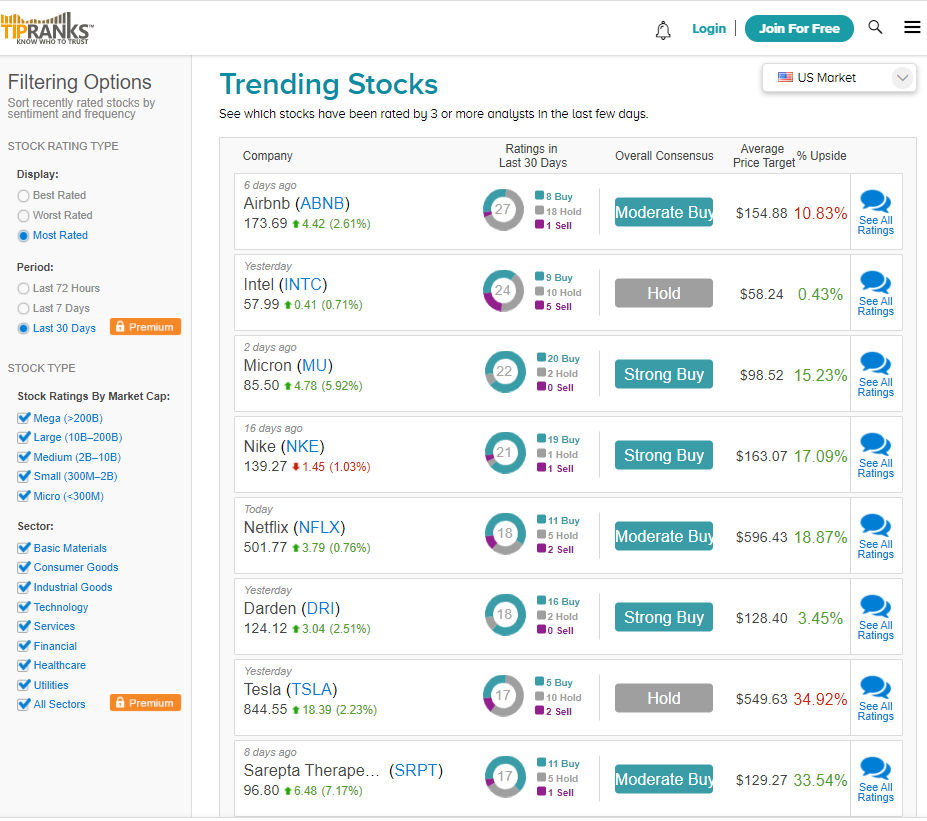 TIPRANKS
KNOW WHO TO TRUST
Login
Join For Free
Filtering Options
Sort recently rated stocks by
sentiment and frequency
STOCK RATING TYPE
Display:
Best Rated
Worst Rated
Most Rated
Period:
Last 72 Hours
Last 7 Days
Last 30 Days
Premium
STOCK TYPE
Stock Ratings By Market Cap:
Mega (>200B)
Large (10B–200B)
Medium (2B–10B)
Small (300M–2B)
Micro (<300M)
Sector:
Basic Materials
Consumer Goods
Industrial Goods
Technology
Services
Financial
Healthcare
Utilities
All Sectors
Premium
Trending Stocks
US Market
See which stocks have been rated by 3 or more analysts in the last few days.
Company
Ratings in
Last 30 Days
Overall Consensus
Average
Price Target
% Upside
6 days ago
Airbnb (ABNB)
173.69 4.42 (2.61%)
27
8 Buy
18 Hold
1 Sell
Moderate Buy
$154.88
10.83%
See All
Ratings
Yesterday
Intel (INTC)
57.99 0.41 (0.71%)
24
9 Buy
10 Hold
5 Sell
Hold
$58.24
0.43%
See All
Ratings
2 days ago
Micron (MU)
85.50 4.78 (5.92%)
22
20 Buy
2 Hold
0 Sell
Strong Buy
$98.52
15.23%
See All
Ratings
16 days ago
Nike (NKE)
139.27 1.45 (1.03%)
21
19 Buy
1 Hold
1 Sell
Strong Buy
$163.07
17.09%
See All
Ratings
Today
Netflix (NFLX)
501.77 3.79 (0.76%)
18
11 Buy
5 Hold
2 Sell
Moderate Buy
$596.43
18.87%
See All
Ratings
Yesterday
Darden (DRI)
124.12 3.04 (2.51%)
18
16 Buy
2 Hold
0 Sell
Strong Buy
$128.40
3.45%
See All
Ratings
Yesterday
Tesla (TSLA)
844.55 18.39 (2.23%)
17
5 Buy
10 Hold
2 Sell
Hold
$549.63
34.92%
See All
Ratings
8 days ago
Sarepta Therape... (SRPT)
96.80 6.48 (7.17%)
17
11 Buy
5 Hold
1 Sell
Moderate Buy
$129.27
33.54%
See All
Ratings